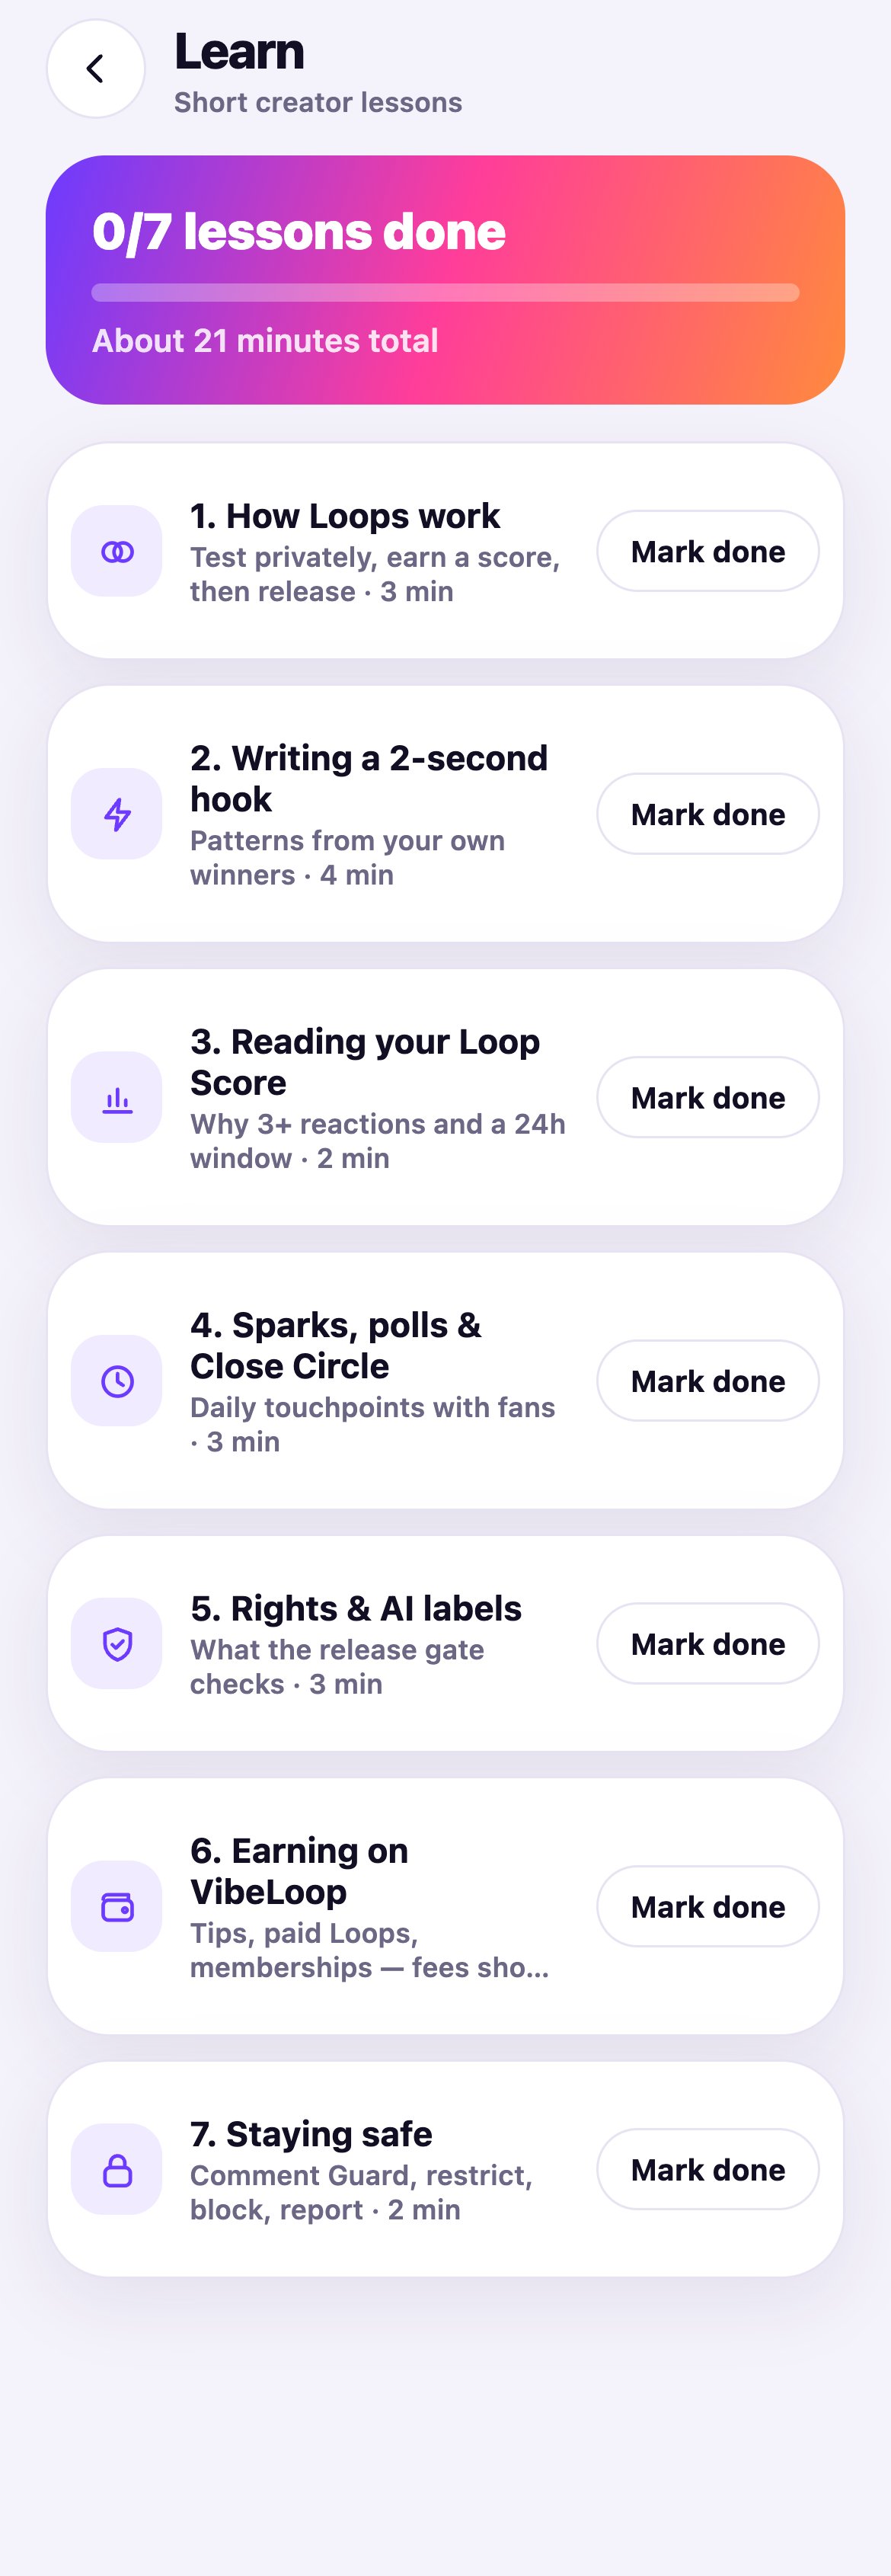 Learn
Short creator lessons
0/7 lessons done
About 21 minutes total
1. How Loops work
Test privately, earn a score,
then release · 3 min
Mark done
2. Writing a 2-second
hook
Patterns from your own
winners · 4 min
Mark done
3. Reading your Loop
Score
Why 3+ reactions and a 24h
window · 2 min
Mark done
4. Sparks, polls &
Close Circle
Daily touchpoints with fans
· 3 min
Mark done
5. Rights & AI labels
What the release gate
checks · 3 min
Mark done
6. Earning on
VibeLoop
Tips, paid Loops,
memberships — fees sho...
Mark done
7. Staying safe
Comment Guard, restrict,
block, report · 2 min
Mark done